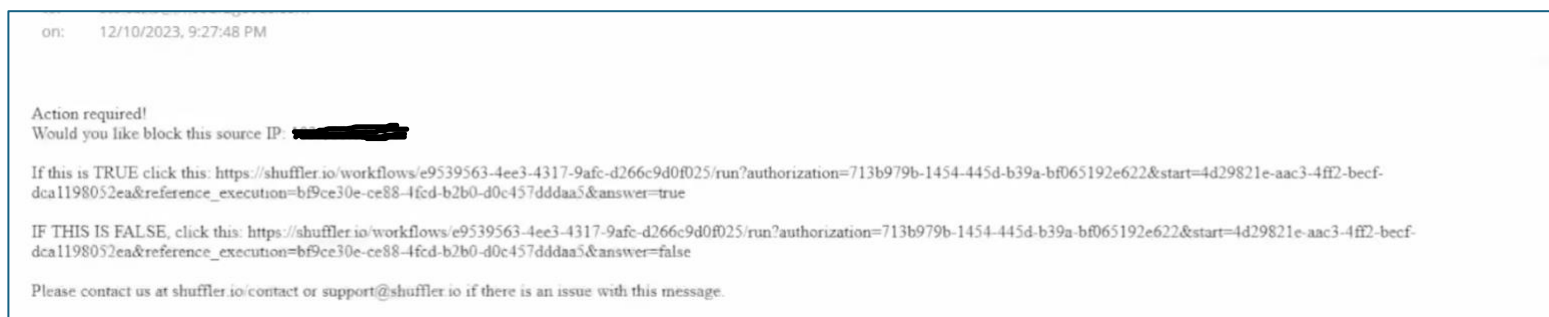 on: 12/10/2023, 9:27:48 PM
Action required!
Would you like block this source IP:
If this is TRUE click this: https://shuffler.io/workflows/e9539563-4ee3-4317-9afc-d266c9d0f025/run?authorization=713b979b-1454-445d-b39a-bf065192e622&start=4d29821e-aac3-4ff2-becf-
dca1198052ea&reference_execution=bf9ce30e-ce88-4fcd-b2b0-d0c457dddaa5&answer=true
IF THIS IS FALSE, click this: https://shuffler.io/workflows/e9539563-4ee3-4317-9afc-d266c9d0f025/run?authorization=713b979b-1454-445d-b39a-bf065192e622&start=4d29821e-aac3-4ff2-becf-
dca1198052ea&reference_execution=bf9ce30e-ce88-4fcd-b2b0-d0c457dddaa5&answer=false
Please contact us at shuffler.io/contact or support@shuffler.io if there is an issue with this message.